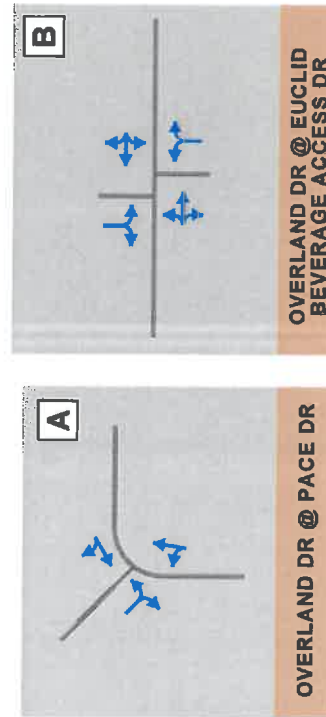 A
OVERLAND DR @ PACE DR
B
OVERLAND DR @ EUCLID
BEVERAGE ACCESS DR